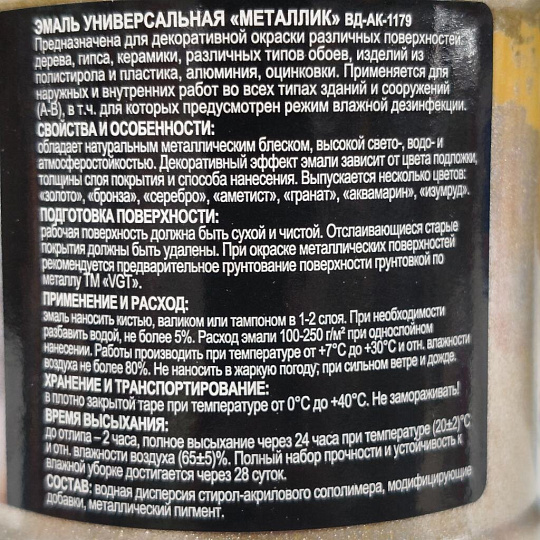 ЭМАЛЬ УНИВЕРСАЛЬНАЯ «МЕТАЛЛИК» ВД-АК-1179
Предназначена для декоративной окраски различных поверхностей:
дерева, гипса, керамики, различных типов обоев, изделий из
полистирола и пластика, алюминия, оцинковки. Применяется для
наружных и внутренних работ во всех типах зданий и сооружений
(А-В), в т.ч. для которых предусмотрен режим влажной дезинфекции.
СВОЙСТВА И ОСОБЕННОСТИ:
обладает натуральным металлическим блеском, высокой свето-, водо- и
атмосферостойкостью. Декоративный эффект эмали зависит от цвета подложки,
толщины слоя покрытия и способа нанесения. Выпускается несколько цветов:
«золото», «бронза», «серебро», «аметист», «гранат», «аквамарин», «изумруд».
ПОДГОТОВКА ПОВЕРХНОСТИ:
рабочая поверхность должна быть сухой и чистой. Отслаивающиеся старые
покрытия должны быть удалены. При окраске металлических поверхностей
рекомендуется предварительное грунтование поверхности грунтовкой по
металлу ТМ «VGT».
ПРИМЕНЕНИЕ И РАСХОД:
эмаль наносить кистью, валиком или тампоном в 1-2 слоя. При необходимости
разбавить водой, не более 5%. Расход эмали 100-250 г/м² при однослойном
нанесении. Работы производить при температуре от +7°С до +30°С и отн. влажности
воздуха не более 80%. Не наносить в жаркую погоду, при сильном ветре и дожде.
ХРАНЕНИЕ И ТРАНСПОРТИРОВАНИЕ:
в плотно закрытой таре при температуре от 0°С до +40°С. Не замораживать!
ВРЕМЯ ВЫСЫХАНИЯ:
до отлипа – 2 часа, полное высыхание через 24 часа при температуре (20±2)°С
и отн. влажности воздуха (65±5)%. Полный набор прочности и устойчивость к
влажной уборке достигается через 28 суток.
СОСТАВ: водная дисперсия стирол-акрилового сополимера, модифицирующие
добавки, металлический пигмент.